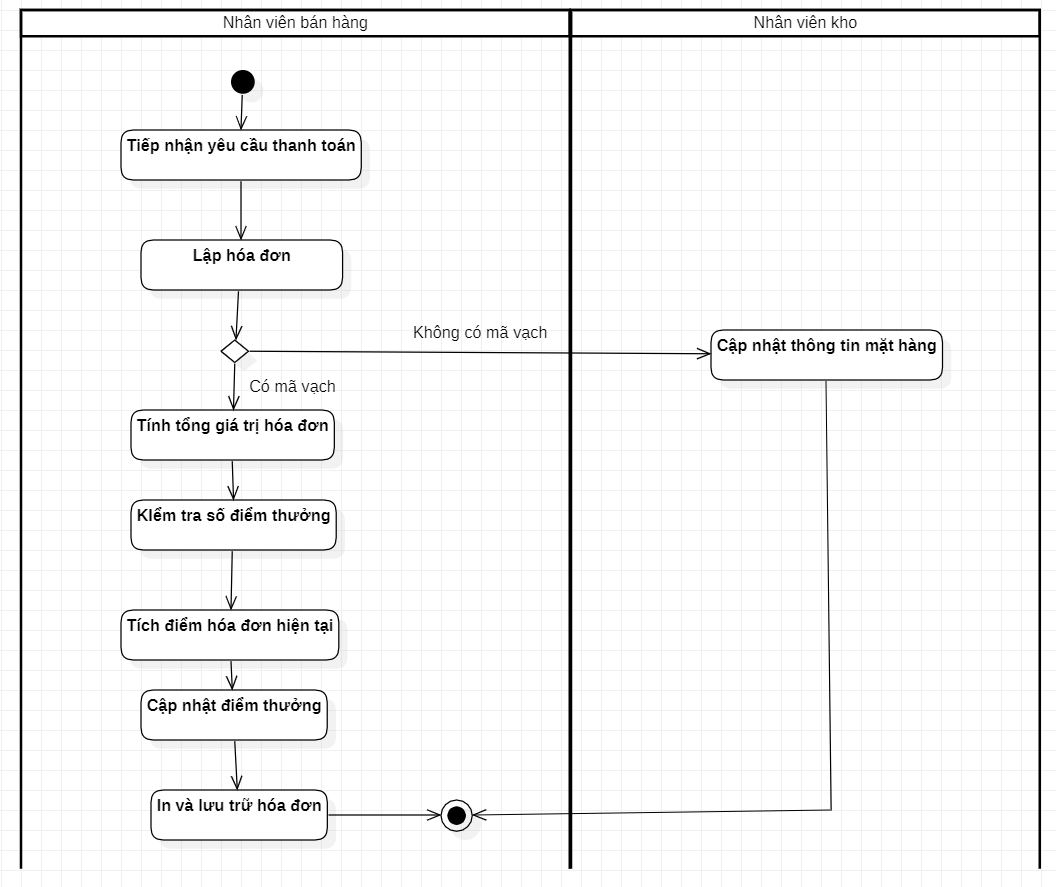 Nhân viên bán hàng
Nhân viên kho
Tiếp nhận yêu cầu thanh toán
Lập hóa đơn
Không có mã vạch
Cập nhật thông tin mặt hàng
Có mã vạch
Tính tổng giá trị hóa đơn
Klểm tra số điểm thưởng
Tích điểm hóa đơn hiện tại
Cập nhật điểm thưởng
In và lưu trữ hóa đơn